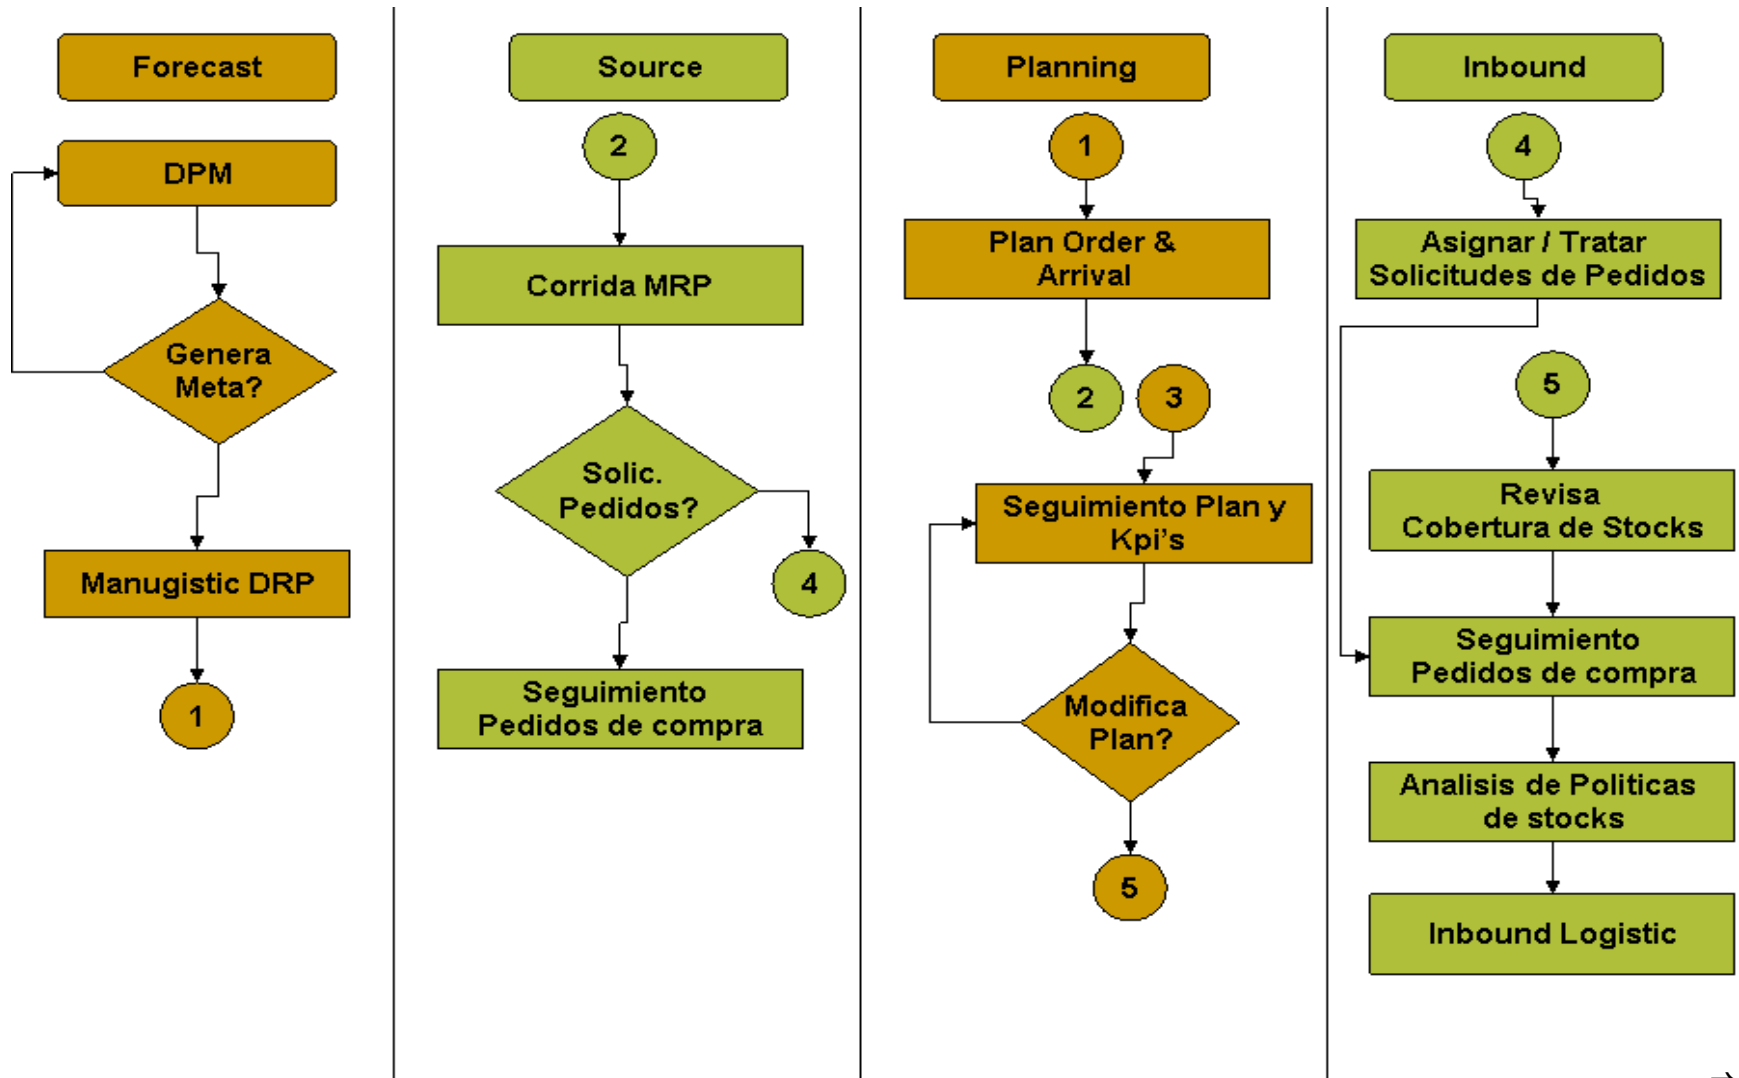 Forecast
DPM
Genera
Meta?
Manugistic DRP
1
Source
2
Corrida MRP
Solic.
Pedidos?
4
Seguimiento
Pedidos de compra
Planning
1
Plan Order &
Arrival
2
3
Seguimiento Plan y
Kpi's
Modifica
Plan?
5
Inbound
4
Asignar / Tratar
Solicitudes de Pedidos
5
Revisa
Cobertura de Stocks
Seguimiento
Pedidos de compra
Analisis de Politicas
de stocks
Inbound Logistic